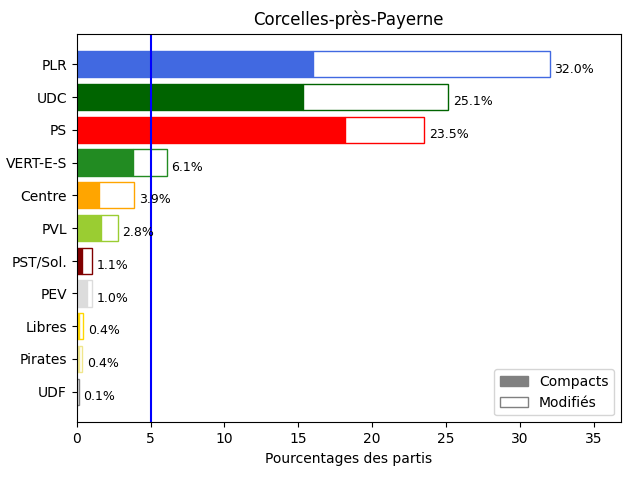 Corcelles-près-Payerne
PLR 32.0%
UDC 25.1%
PS 23.5%
VERT-E-S 6.1%
Centre 3.9%
PVL 2.8%
PST/Sol. 1.1%
PEV 1.0%
Libres 0.4%
Pirates 0.4%
UDF 0.1%
Compacts
Modifiés
0 5 10 15 20 25 30 35
Pourcentages des partis